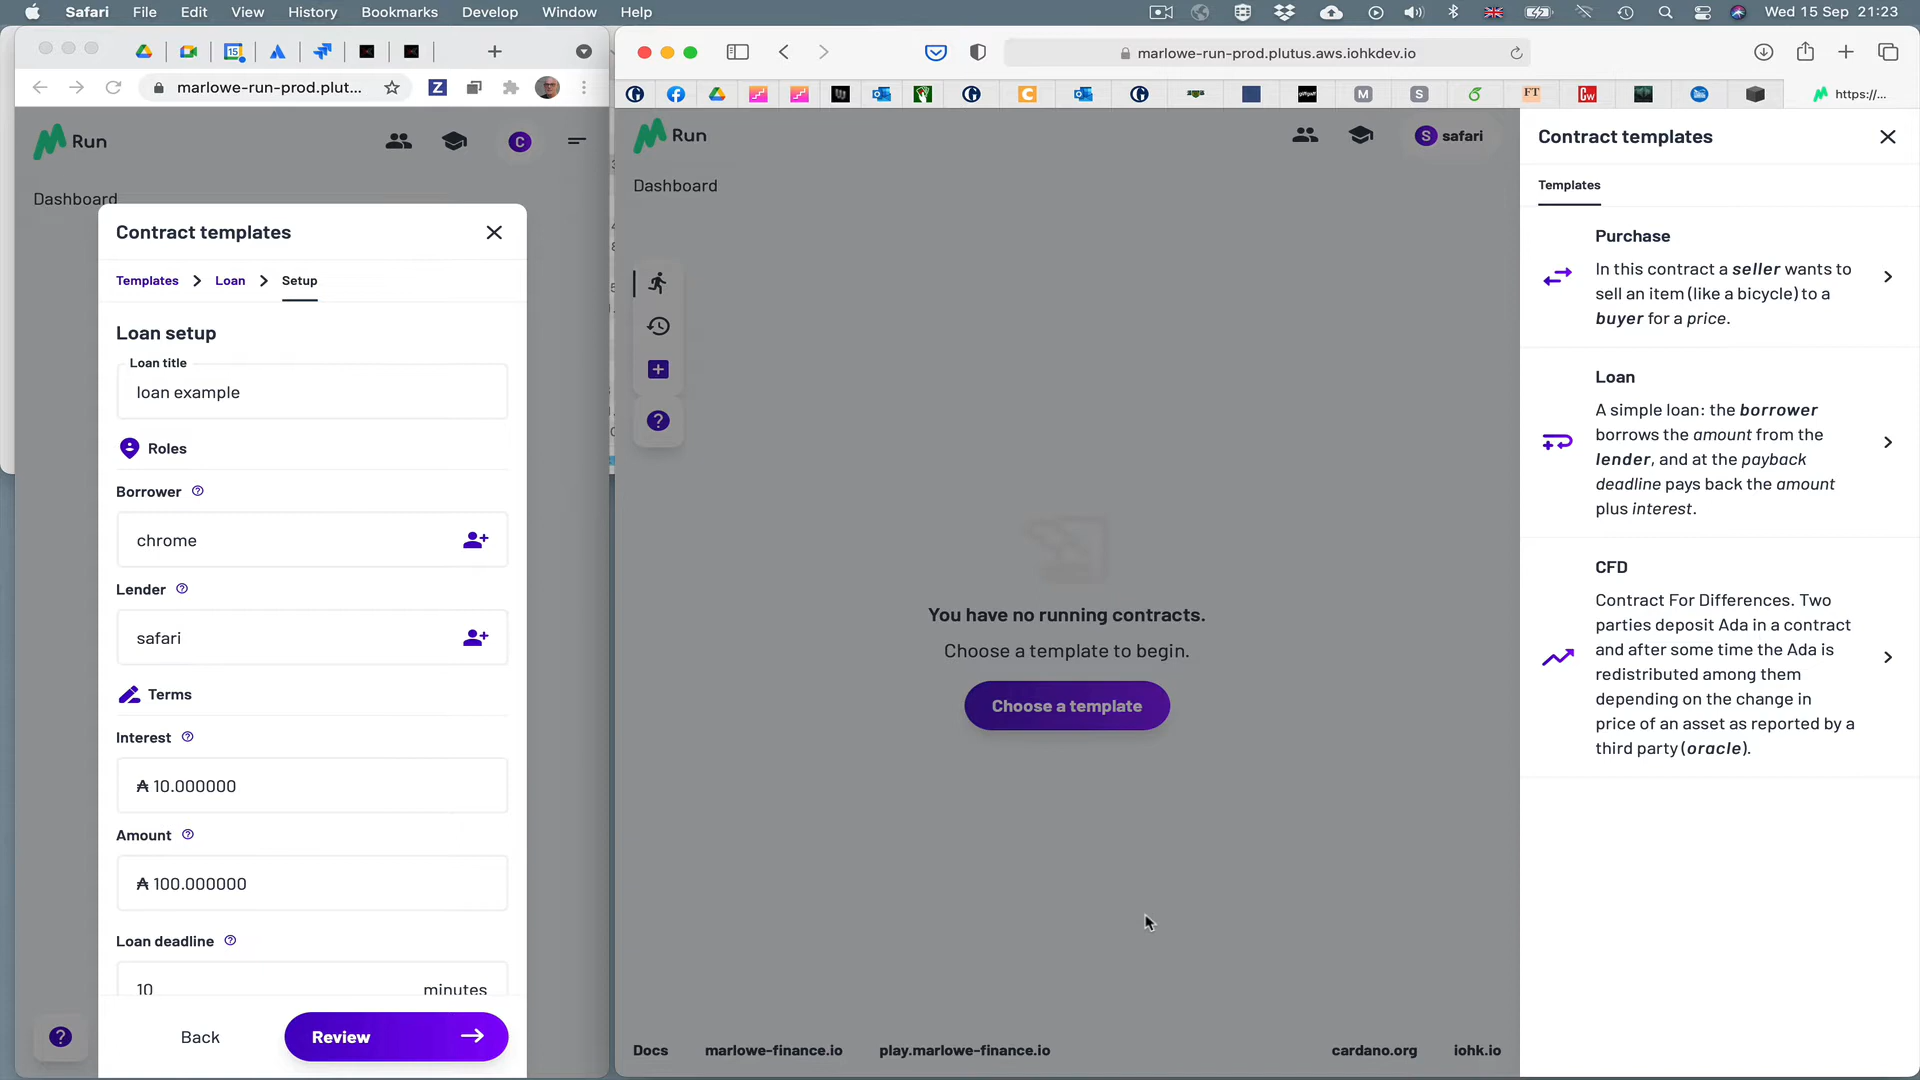 Safari File Edit View History Bookmarks Develop Window Help Wed 15 Sep 21:23
marlowe-run-prod.plut...
Run C
Dashboard
Contract templates
Templates Loan Setup
Loan setup
Loan title
loan example
Roles
Borrower
chrome
Lender
safari
Terms
Interest
₳ 10.000000
Amount
₳ 100.000000
Loan deadline
10 minutes
Back Review
marlowe-run-prod.plutus.aws.iohkdev.io
https://...
Run S safari
Dashboard
You have no running contracts.
Choose a template to begin.
Choose a template
Docs marlowe-finance.io play.marlowe-finance.io cardano.org iohk.io
Contract templates
Templates
Purchase
In this contract a seller wants to
sell an item (like a bicycle) to a
buyer for a price.
Loan
A simple loan: the borrower
borrows the amount from the
lender, and at the payback
deadline pays back the amount
plus interest.
CFD
Contract For Differences. Two
parties deposit Ada in a contract
and after some time the Ada is
redistributed among them
depending on the change in
price of an asset as reported by a
third party (oracle).